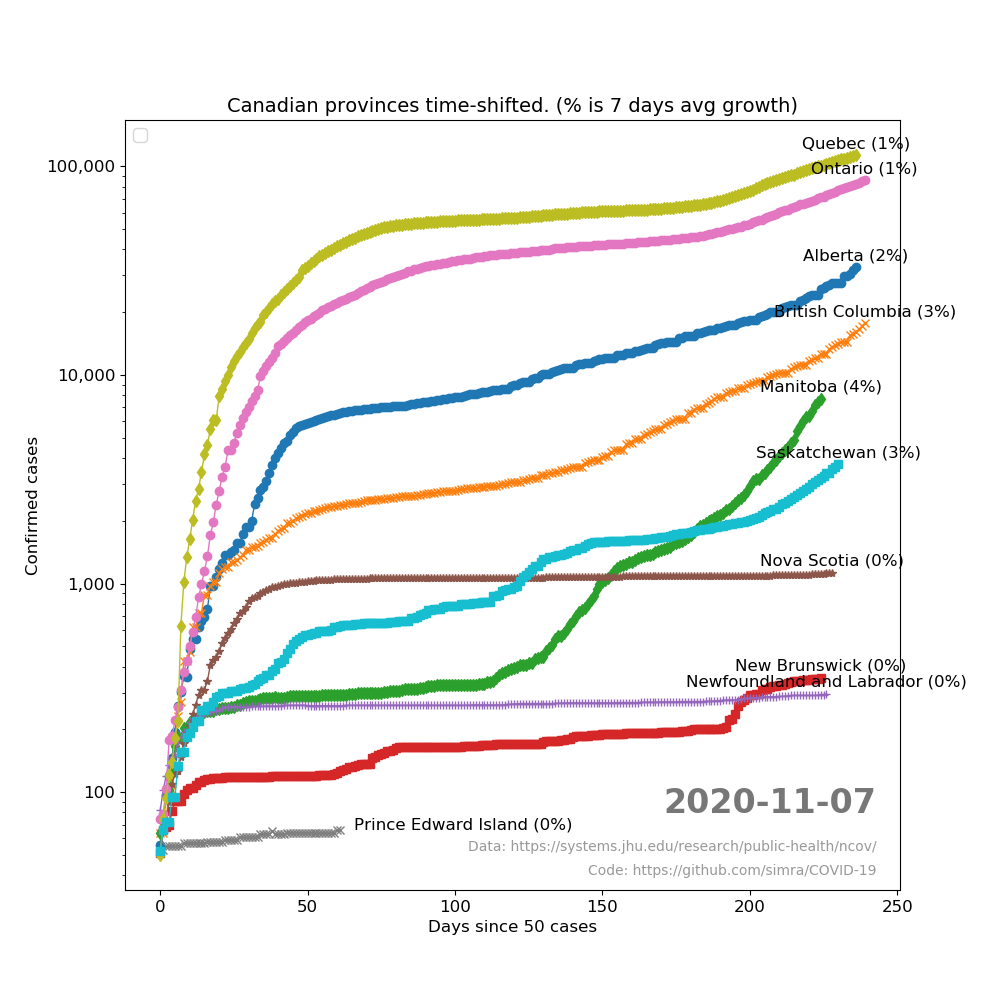 Canadian provinces time-shifted. (% is 7 days avg growth)
Quebec (1%)
100,000
Ontario (1%)
Alberta (2%)
British Columbia (3%)
10,000
Manitoba (4%)
Saskatchewan (3%)
Confirmed cases
Nova Scotia (0%)
1,000
New Brunswick (0%)
Newfoundland and Labrador (0%)
100
2020-11-07
Prince Edward Island (0%)
Data: https://systems.jhu.edu/research/public-health/ncov/
Code: https://github.com/simra/COVID-19
0 50 100 150 200 250
Days since 50 cases